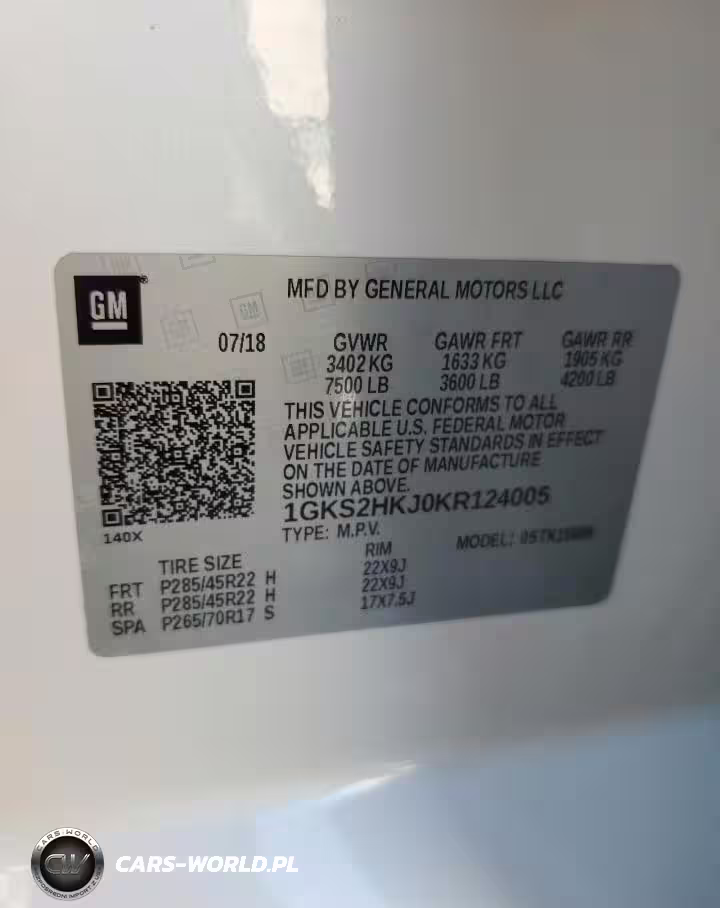 GM
MFD BY GENERAL MOTORS LLC
07/18 GVWR GAWR FRT GAWR RR
3402 KG 1633 KG 1905 KG
7500 LB 3600 LB 4200 LB
THIS VEHICLE CONFORMS TO ALL
APPLICABLE U.S. FEDERAL MOTOR
VEHICLE SAFETY STANDARDS IN EFFECT
ON THE DATE OF MANUFACTURE
SHOWN ABOVE.
1GKS2HKJ0KR124005
140X
TYPE: M.P.V. MODEL:
TIRE SIZE RIM
FRT P285/45R22 H 22X9J
RR P285/45R22 H 22X9J
SPA P265/70R17 S 17X7.5J
CARS-WORLD
CW
CARS-WORLD.PL